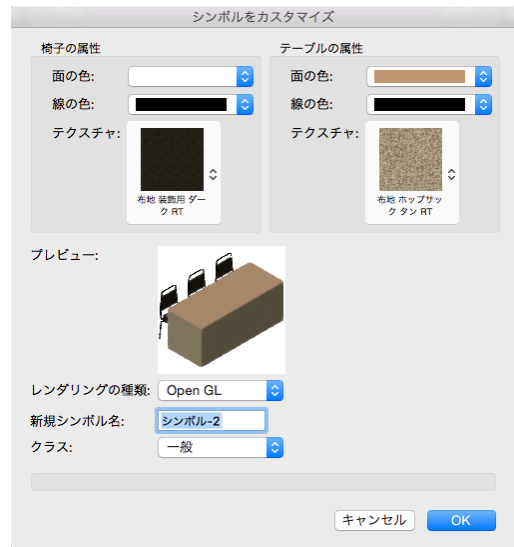 シンボルをカスタマイズ
椅子の属性
面の色:
線の色:
テクスチャ:
布地 装飾用 ダー
ク RT
テーブルの属性
面の色:
線の色:
テクスチャ:
布地 ホップサッ
ク タン RT
プレビュー:
レンダリングの種類: Open GL
新規シンボル名: シンボル-2
クラス: 一般
キャンセル OK